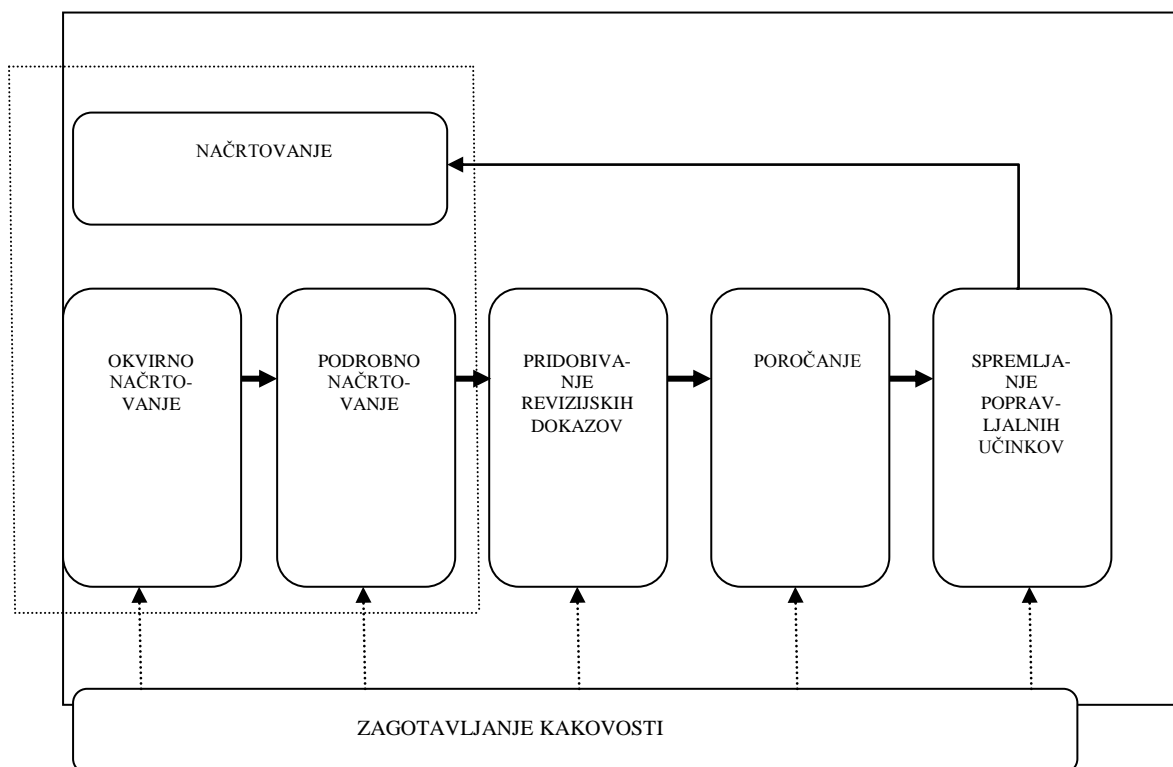 NAČRTOVANJE
OKVIRNO
NAČRTO-
VANJE
PODROBNO
NAČRTO-
VANJE
PRIDOBIVA-
NJE
REVIZIJSKIH
DOKAZOV
POROČANJE
SPREMLJA-
NJE
POPRAV-
LJALNIH
UČINKOV
ZAGOTAVLJANJE KAKOVOSTI